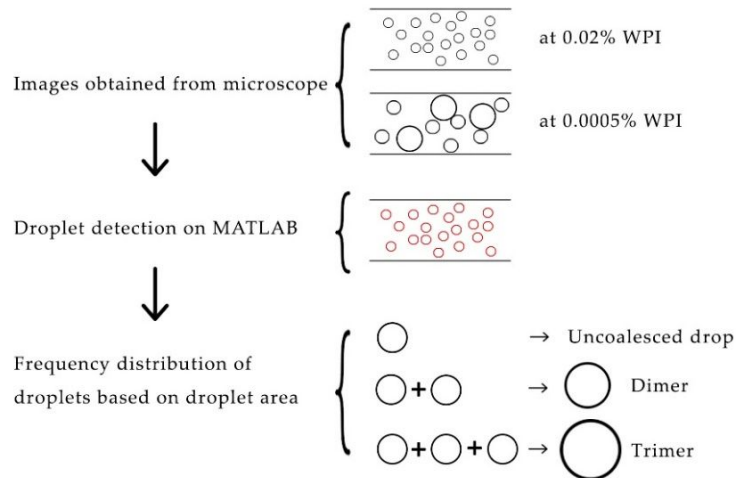 at 0.02% WPI
Images obtained from microscope
at 0.0005% WPI
Droplet detection on MATLAB
→ Uncoalesced drop
Frequency distribution of
droplets based on droplet area
+ → Dimer
+ + → Trimer